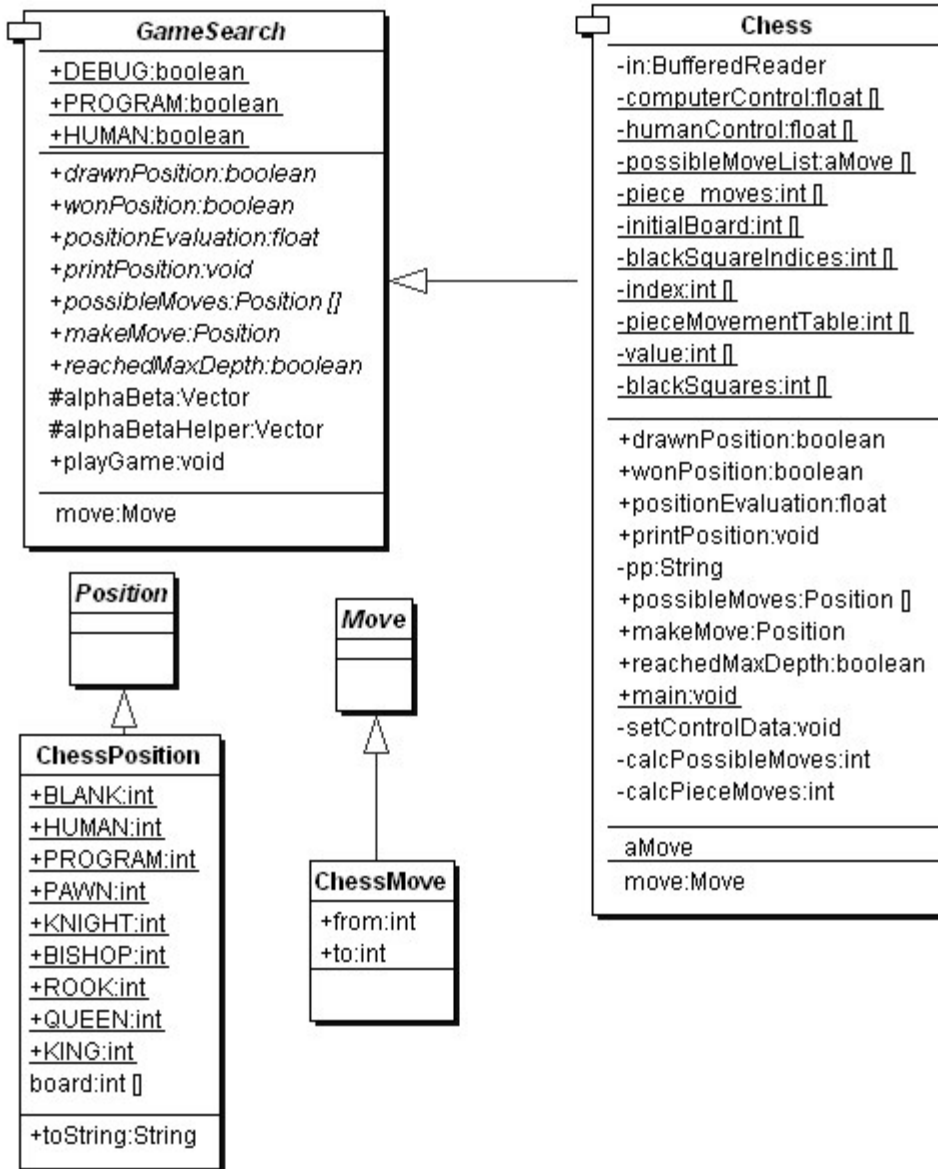 GameSearch
+DEBUG:boolean
+PROGRAM:boolean
+HUMAN:boolean
+drawnPosition:boolean
+wonPosition:boolean
+positionEvaluation:float
+printPosition:void
+possibleMoves:Position []
+makeMove:Position
+reachedMaxDepth:boolean
#alphaBeta:Vector
#alphaBetaHelper:Vector
+playGame:void
move:Move
Chess
-in:BufferedReader
-computerControl:float []
-humanControl:float []
-possibleMoveList:aMove []
-piece_moves:int []
-initialBoard:int []
-blackSquareIndices:int []
-index:int []
-pieceMovementTable:int []
-value:int []
-blackSquares:int []
+drawnPosition:boolean
+wonPosition:boolean
+positionEvaluation:float
+printPosition:void
-pp:String
+possibleMoves:Position []
+makeMove:Position
+reachedMaxDepth:boolean
+main:void
-setControlData:void
-calcPossibleMoves:int
-calcPieceMoves:int
aMove
move:Move
Position
ChessPosition
+BLANK:int
+HUMAN:int
+PROGRAM:int
+PAWN:int
+KNIGHT:int
+BISHOP:int
+ROOK:int
+QUEEN:int
+KING:int
board:int []
+toString:String
Move
ChessMove
+from:int
+to:int